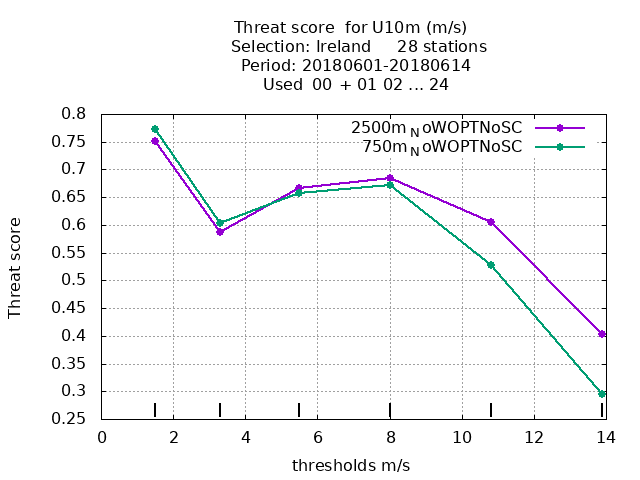 Threat score  for U10m (m/s)
Selection: Ireland     28 stations
Period: 20180601-20180614
Used  00 + 01 02 ... 24
2500m_NoWOPTNoSC
750m_NoWOPTNoSC
0.8
0.75
0.7
0.65
0.6
0.55
0.5
0.45
0.4
0.35
0.3
0.25
Threat score
0 2 4 6 8 10 12 14
thresholds m/s